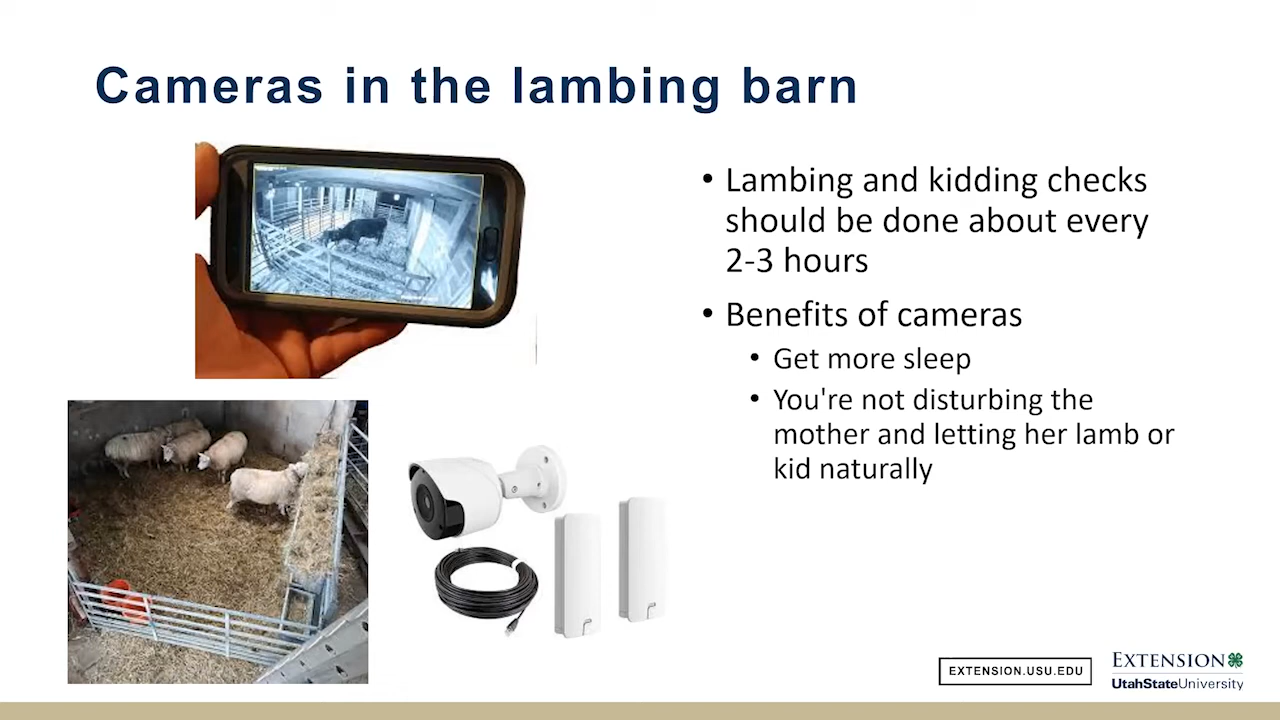 Cameras in the lambing barn
• Lambing and kidding checks
should be done about every
2-3 hours
• Benefits of cameras
• Get more sleep
• You're not disturbing the
mother and letting her lamb or
kid naturally
EXTENSION.USU.EDU
EXTENSION
UtahStateUniversity